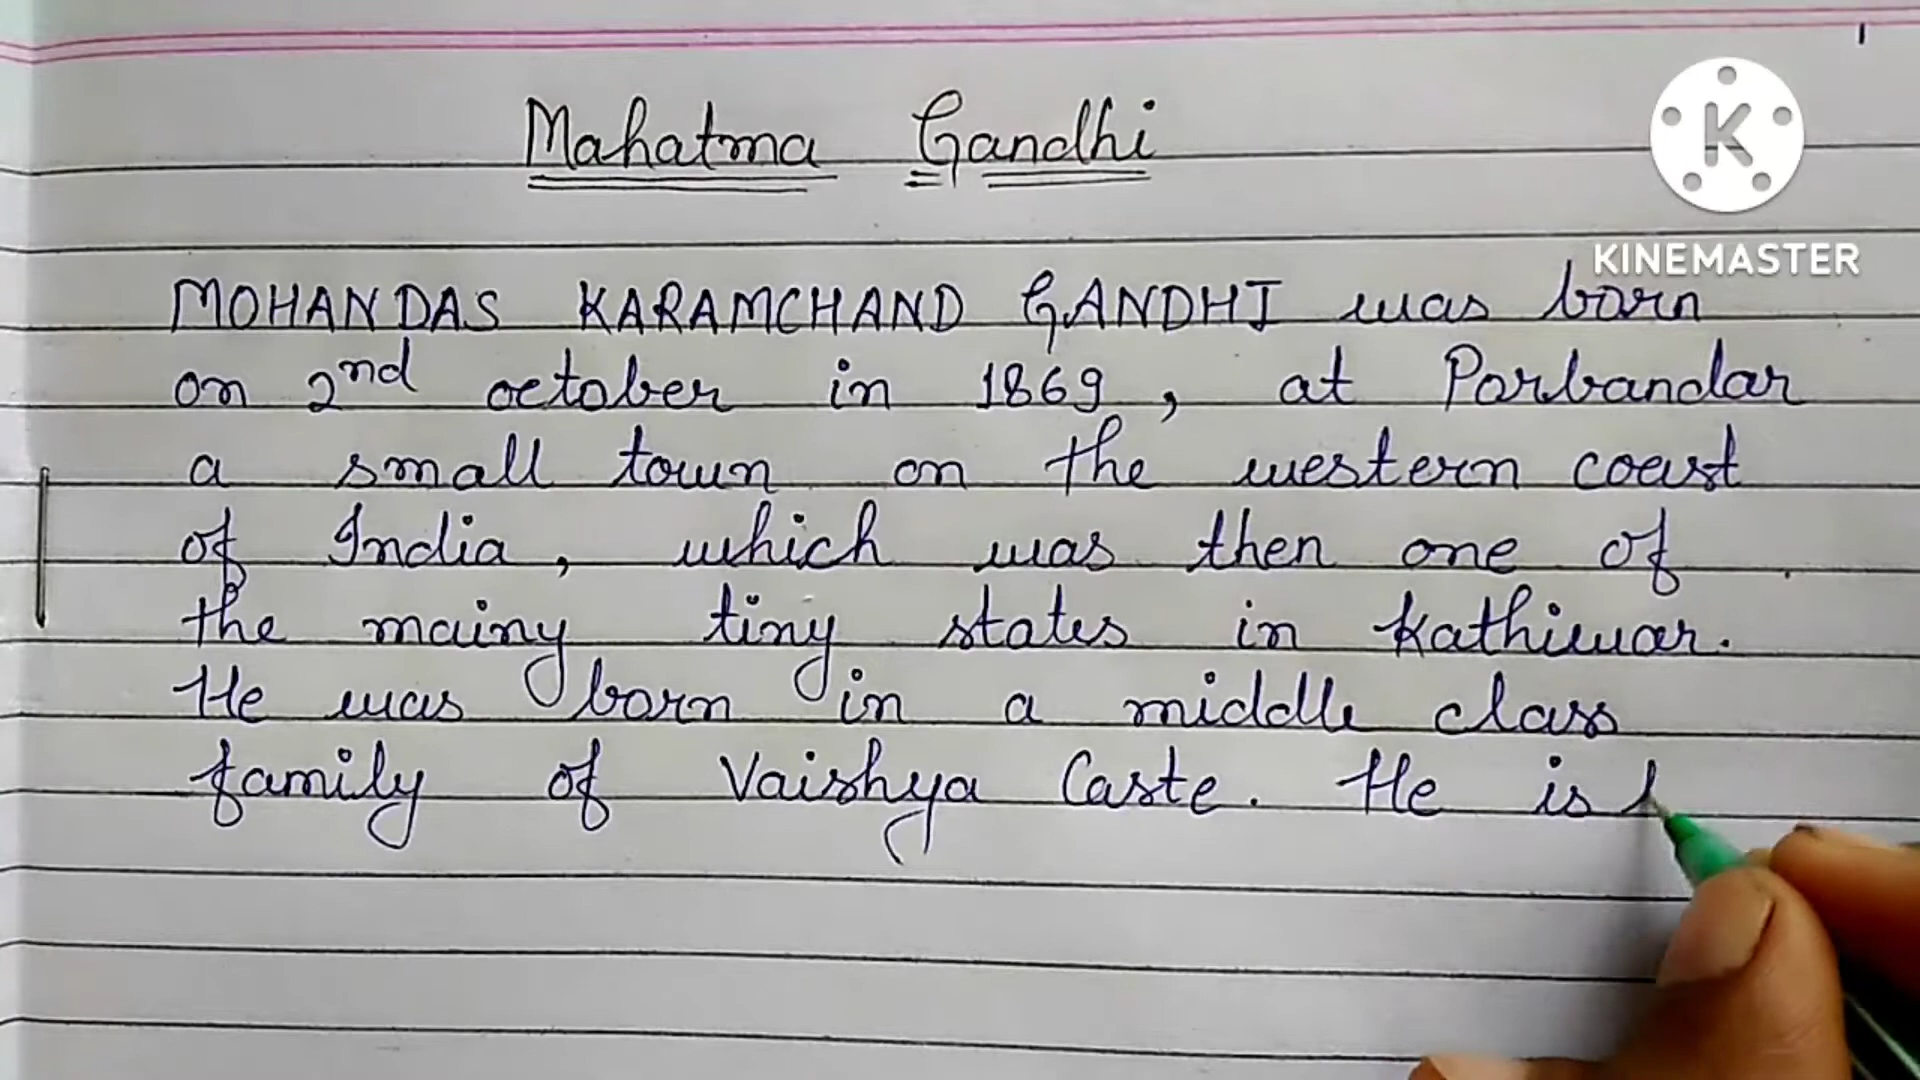 Mahatma Gandhi
KINEMASTER
MOHANDAS KARAMCHAND GANDHI was born
on 2nd october in 1869, at Porbandar
a small town on the western coast
of India, which was then one of
the mainy tiny states in Kathiwar.
He was born in a middle class
family of Vaishya Caste. He is